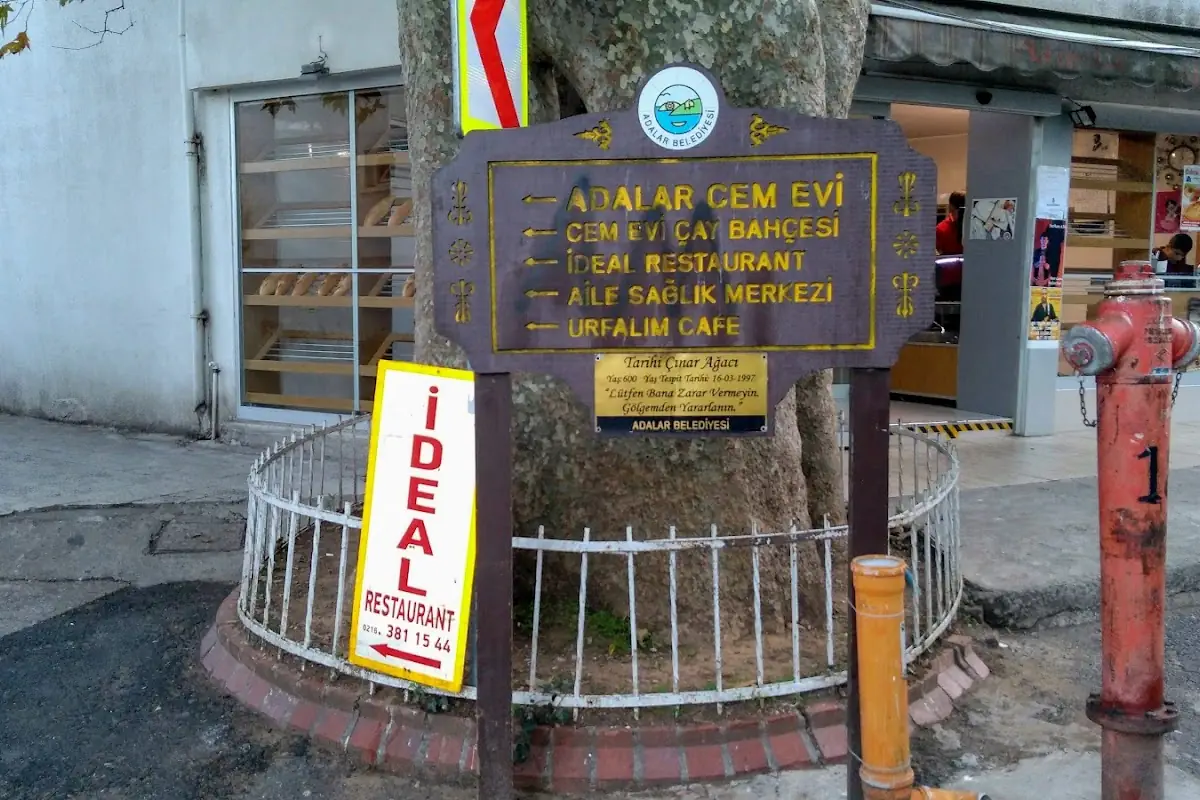 ADALAR BELEDİYESİ
← ADALAR CEM EVİ
← CEM EVİ ÇAY BAHÇESİ
← İDEAL RESTAURANT
← AİLE SAĞLIK MERKEZİ
← URFALIM CAFE
Tarihi Çınar Ağacı
Yaş:600 Yaş Tespit Tarihi: 16-03-1997
"Lütfen Bana Zarar Vermeyin,
Gölgemden Yararlanın."
ADALAR BELEDİYESİ
İDEAL
RESTAURANT
0216. 381 15 44
1